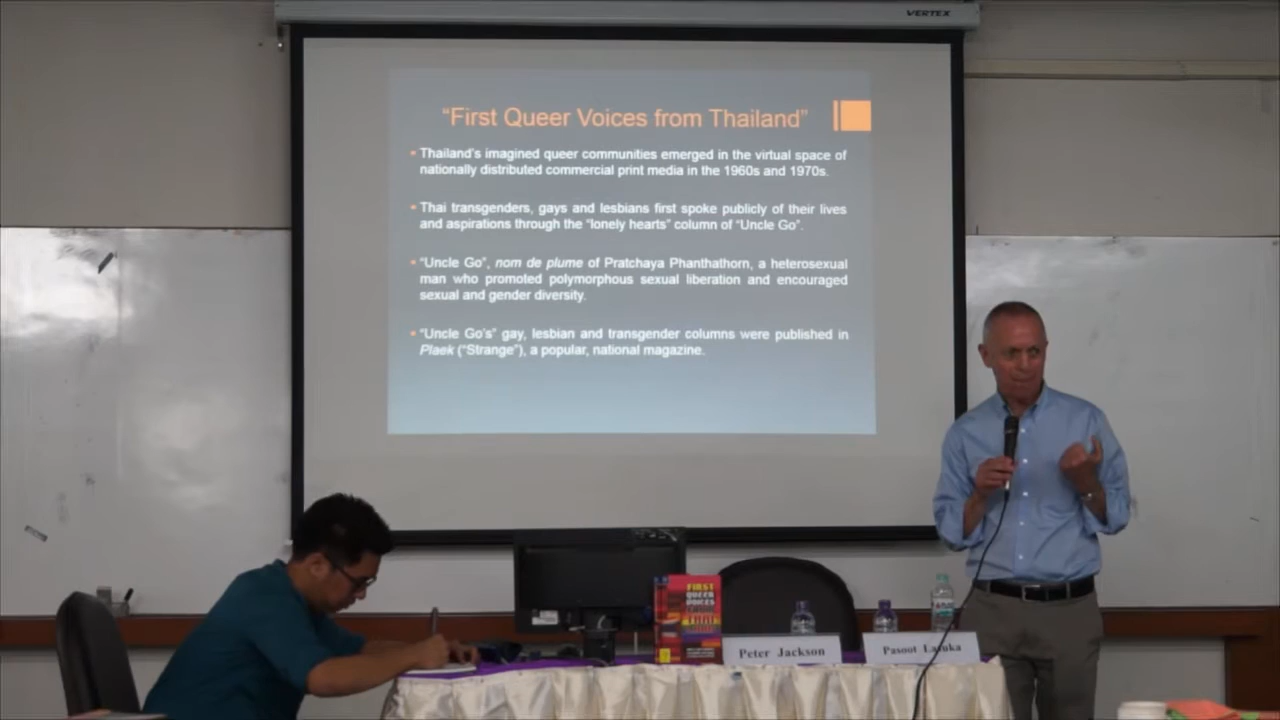 VERTEX
“First Queer Voices from Thailand”
Thailand's imagined queer communities emerged in the virtual space of
nationally distributed commercial print media in the 1960s and 1970s.
Thai transgenders, gays and lesbians first spoke publicly of their lives
and aspirations through the “lonely hearts” column of “Uncle Go”.
“Uncle Go”, nom de plume of Pratchaya Phanthathorn, a heterosexual
man who promoted polymorphous sexual liberation and encouraged
sexual and gender diversity.
“Uncle Go's” gay, lesbian and transgender columns were published in
Plaek (“Strange”), a popular, national magazine.
FIRST
QUEER
VOICES
Peter Jackson
Pasoot